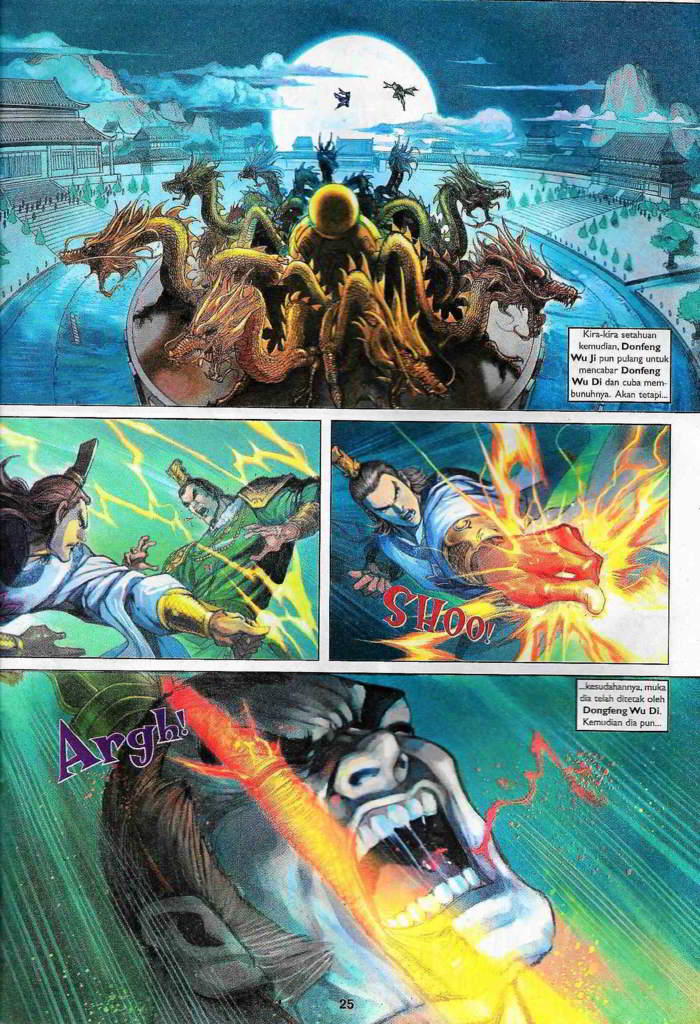 Kira-kira setahuan
kemudian, Donfeng
Wu Ji pun pulang untuk
mencabar Donfeng
Wu Di dan cuba mem-
bunuhnya. Akan tetapi...
SHOO!
...kesudahannya, muka
dia telah ditetak oleh
Dongfeng Wu Di.
Kemudian dia pun...
Argh!
25